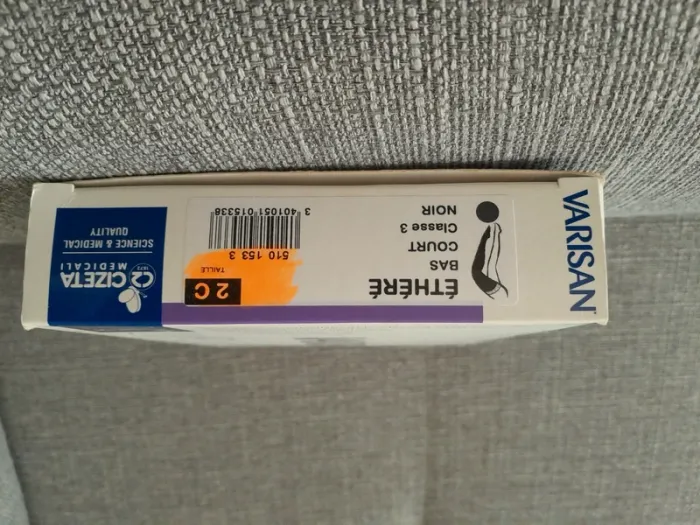 VARISAN
ÉTHÉRÉ
BAS
COURT
Classe 3
NOIR
TAILLE
2 C
510 153 3
3 401051 015338
CIZETA
MEDICALI
SCIENCE & MEDICAL
QUALITY